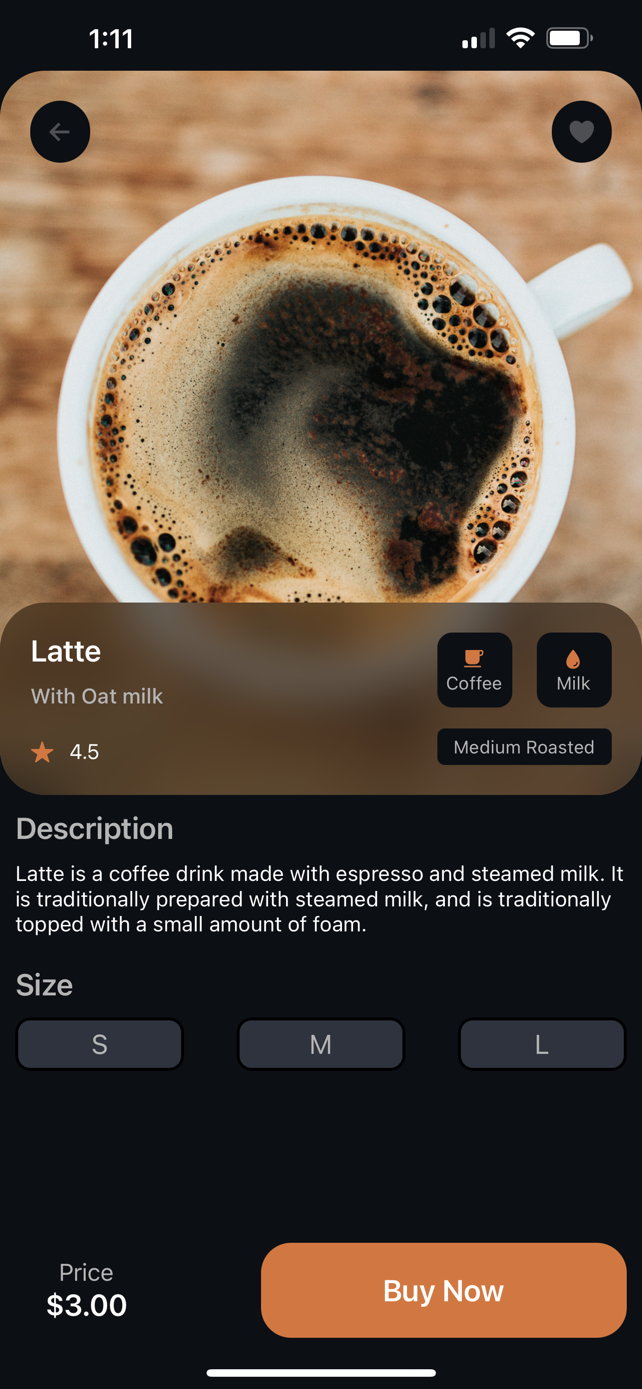 1:11
Latte
With Oat milk
4.5
Coffee
Milk
Medium Roasted
Description
Latte is a coffee drink made with espresso and steamed milk. It
is traditionally prepared with steamed milk, and is traditionally
topped with a small amount of foam.
Size
S
M
L
Price
$3.00
Buy Now